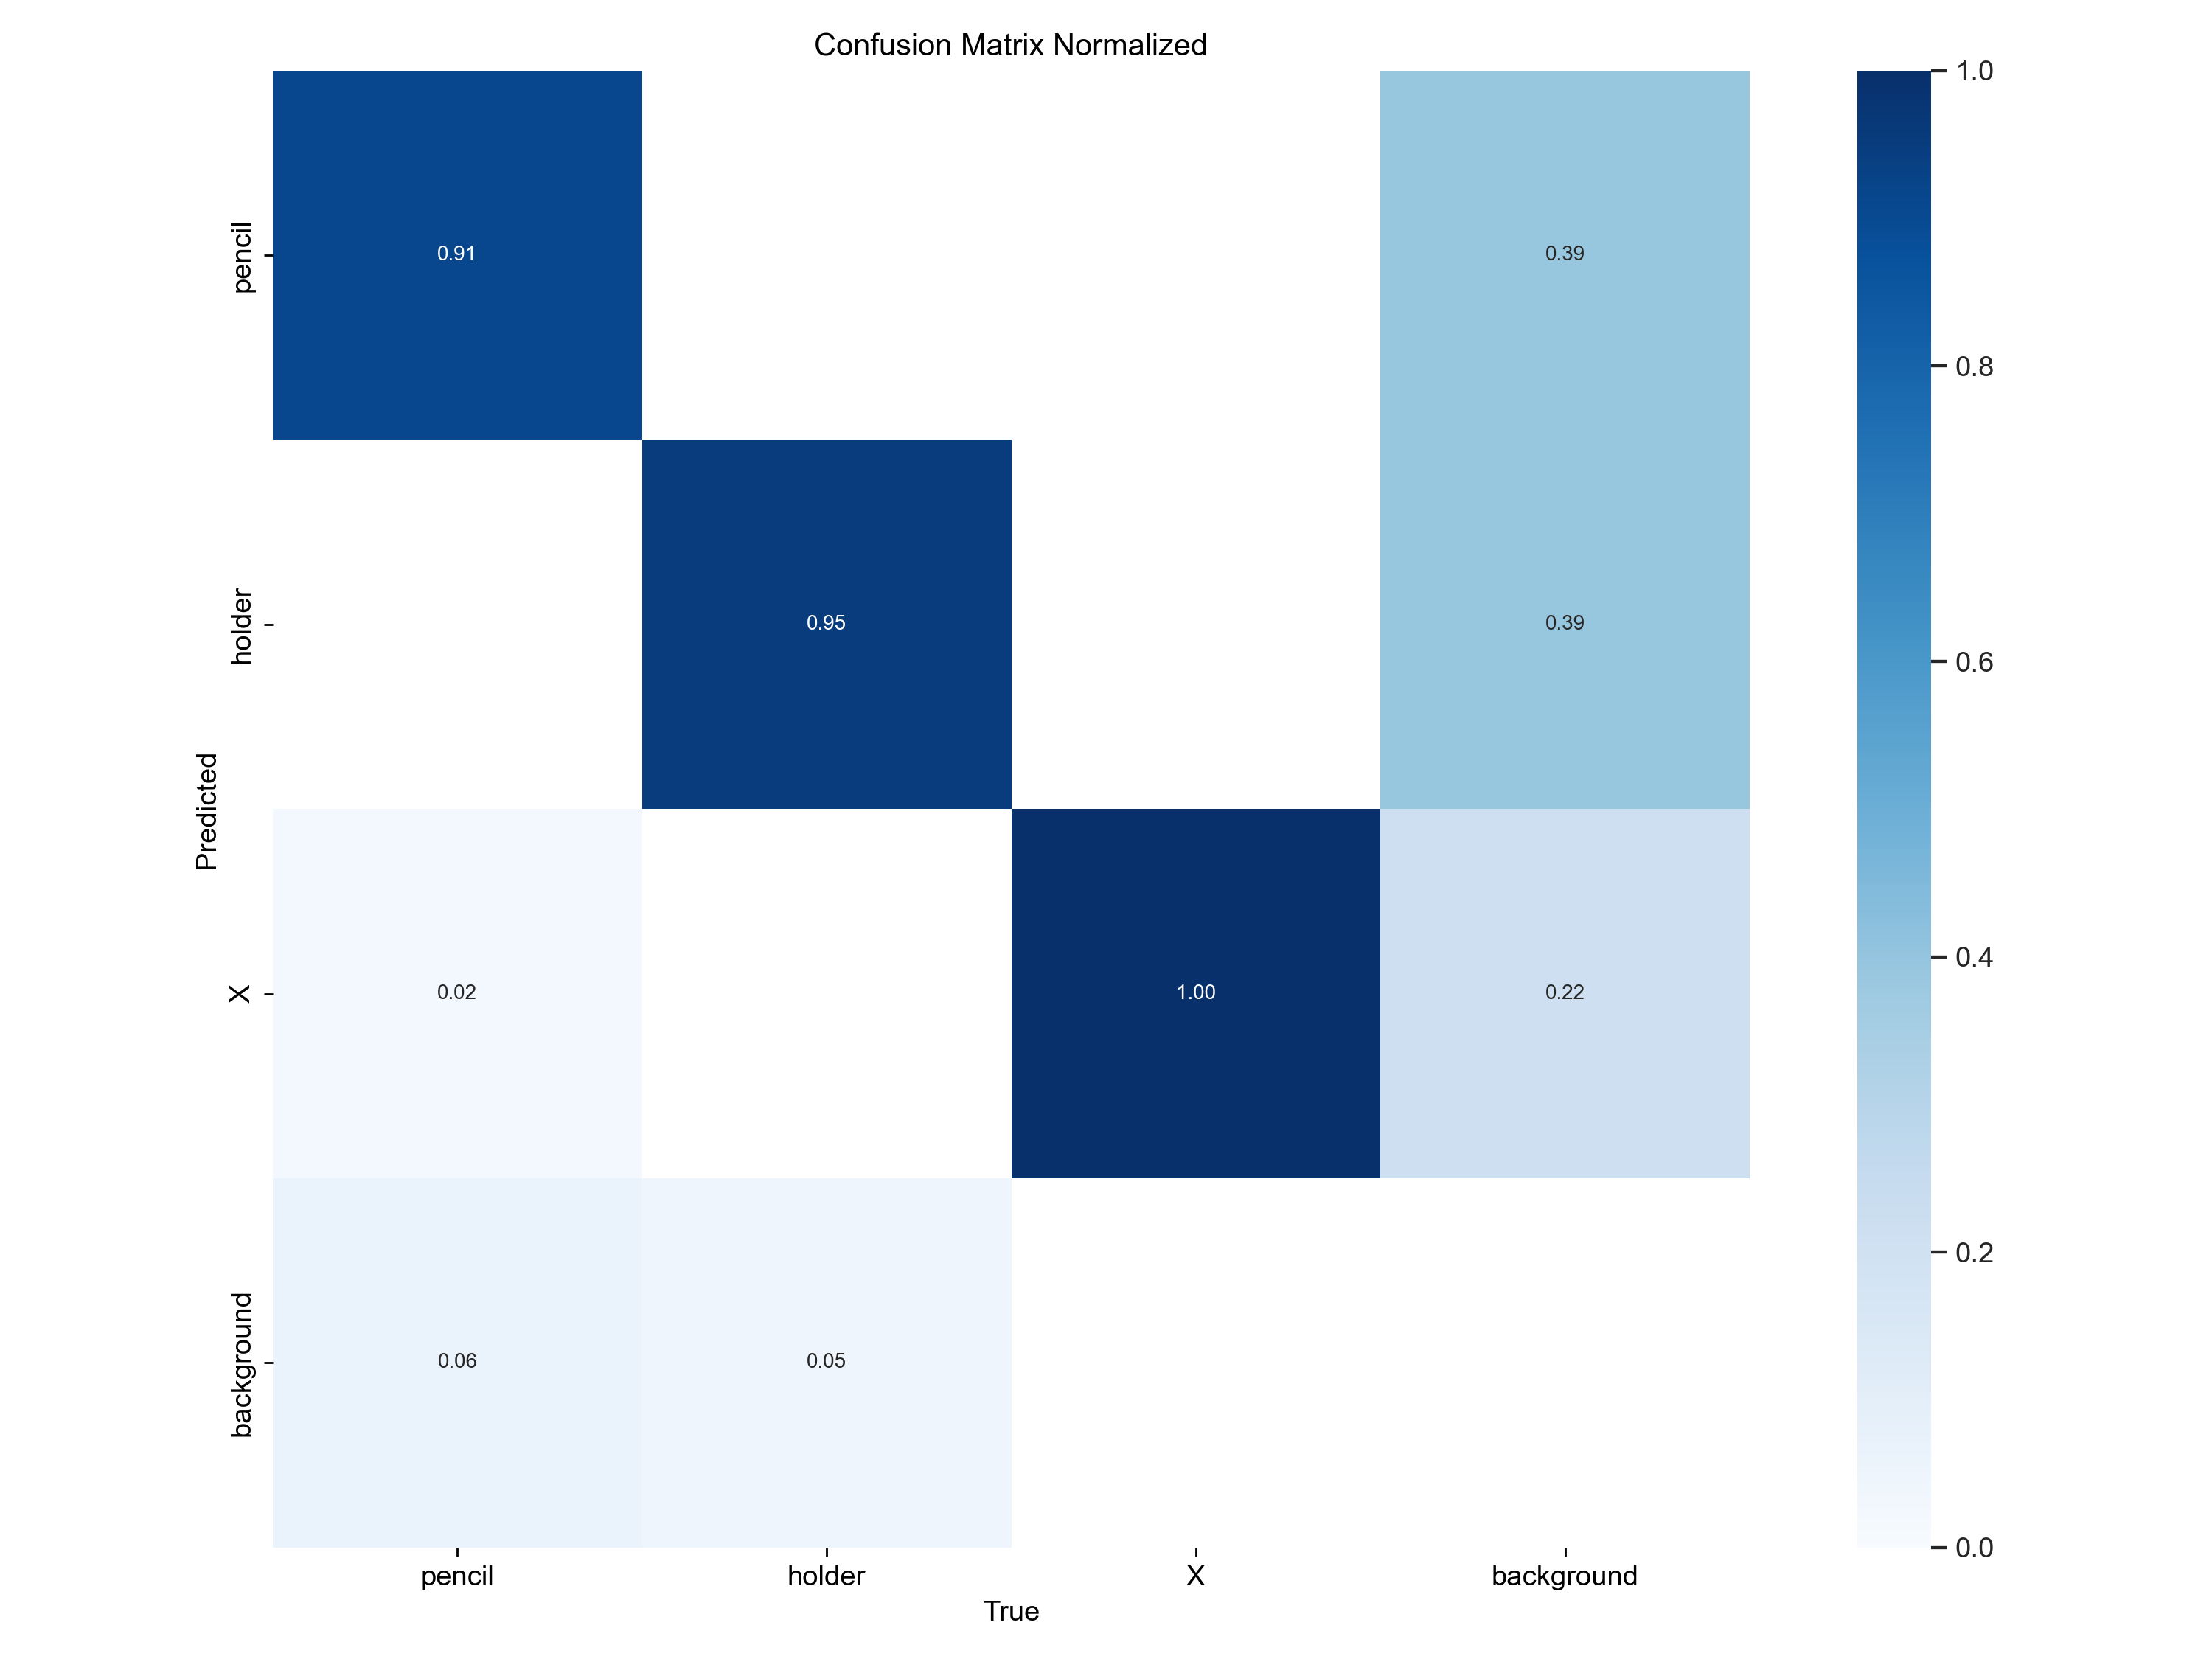 Confusion Matrix Normalized
1.0
pencil
0.91
0.39
0.8
holder
0.95
0.39
0.6
Predicted
X
0.02
1.00
0.22
0.4
background
0.06
0.05
0.2
0.0
pencil
holder
X
background
True